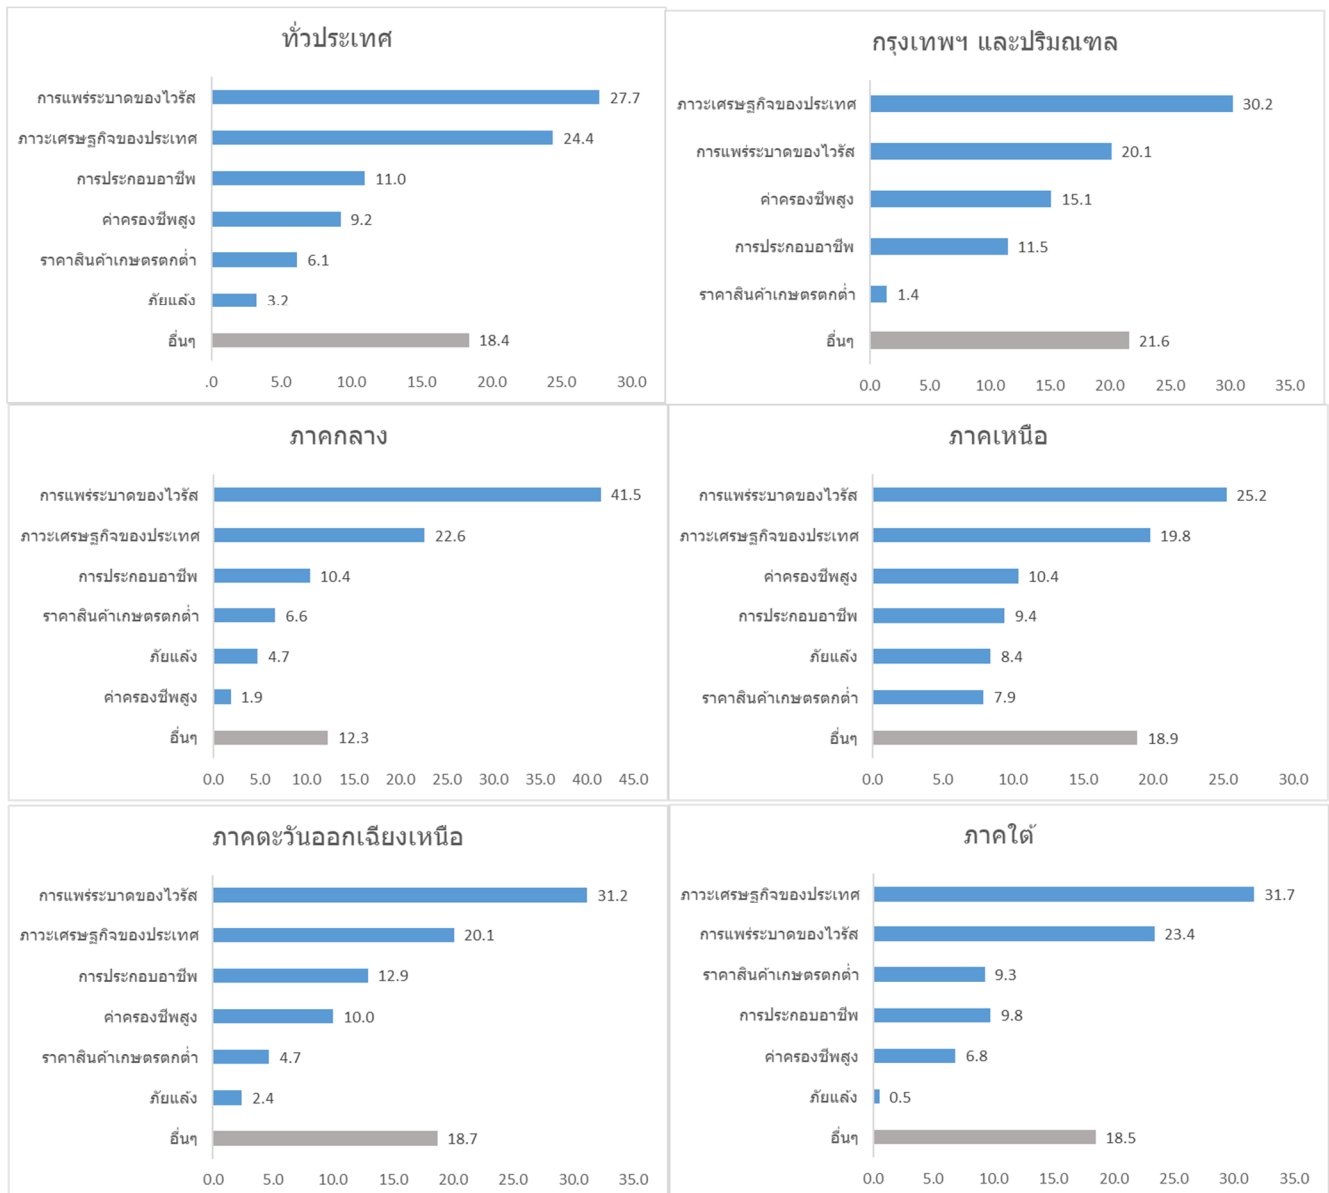 ทั่วประเทศ
การแพร่ระบาดของไวรัส 27.7
ภาวะเศรษฐกิจของประเทศ 24.4
การประกอบอาชีพ 11.0
ค่าครองชีพสูง 9.2
ราคาสินค้าเกษตรตกต่ำ 6.1
ภัยแล้ง 3.2
อื่นๆ 18.4
.0 5.0 10.0 15.0 20.0 25.0 30.0
กรุงเทพฯ และปริมณฑล
ภาวะเศรษฐกิจของประเทศ 30.2
การแพร่ระบาดของไวรัส 20.1
ค่าครองชีพสูง 15.1
การประกอบอาชีพ 11.5
ราคาสินค้าเกษตรตกต่ำ 1.4
อื่นๆ 21.6
0.0 5.0 10.0 15.0 20.0 25.0 30.0 35.0
ภาคกลาง
การแพร่ระบาดของไวรัส 41.5
ภาวะเศรษฐกิจของประเทศ 22.6
การประกอบอาชีพ 10.4
ราคาสินค้าเกษตรตกต่ำ 6.6
ภัยแล้ง 4.7
ค่าครองชีพสูง 1.9
อื่นๆ 12.3
0.0 5.0 10.0 15.0 20.0 25.0 30.0 35.0 40.0 45.0
ภาคเหนือ
การแพร่ระบาดของไวรัส 25.2
ภาวะเศรษฐกิจของประเทศ 19.8
ค่าครองชีพสูง 10.4
การประกอบอาชีพ 9.4
ภัยแล้ง 8.4
ราคาสินค้าเกษตรตกต่ำ 7.9
อื่นๆ 18.9
0.0 5.0 10.0 15.0 20.0 25.0 30.0
ภาคตะวันออกเฉียงเหนือ
การแพร่ระบาดของไวรัส 31.2
ภาวะเศรษฐกิจของประเทศ 20.1
การประกอบอาชีพ 12.9
ค่าครองชีพสูง 10.0
ราคาสินค้าเกษตรตกต่ำ 4.7
ภัยแล้ง 2.4
อื่นๆ 18.7
0.0 5.0 10.0 15.0 20.0 25.0 30.0 35.0
ภาคใต้
ภาวะเศรษฐกิจของประเทศ 31.7
การแพร่ระบาดของไวรัส 23.4
ราคาสินค้าเกษตรตกต่ำ 9.3
การประกอบอาชีพ 9.8
ค่าครองชีพสูง 6.8
ภัยแล้ง 0.5
อื่นๆ 18.5
0.0 5.0 10.0 15.0 20.0 25.0 30.0 35.0